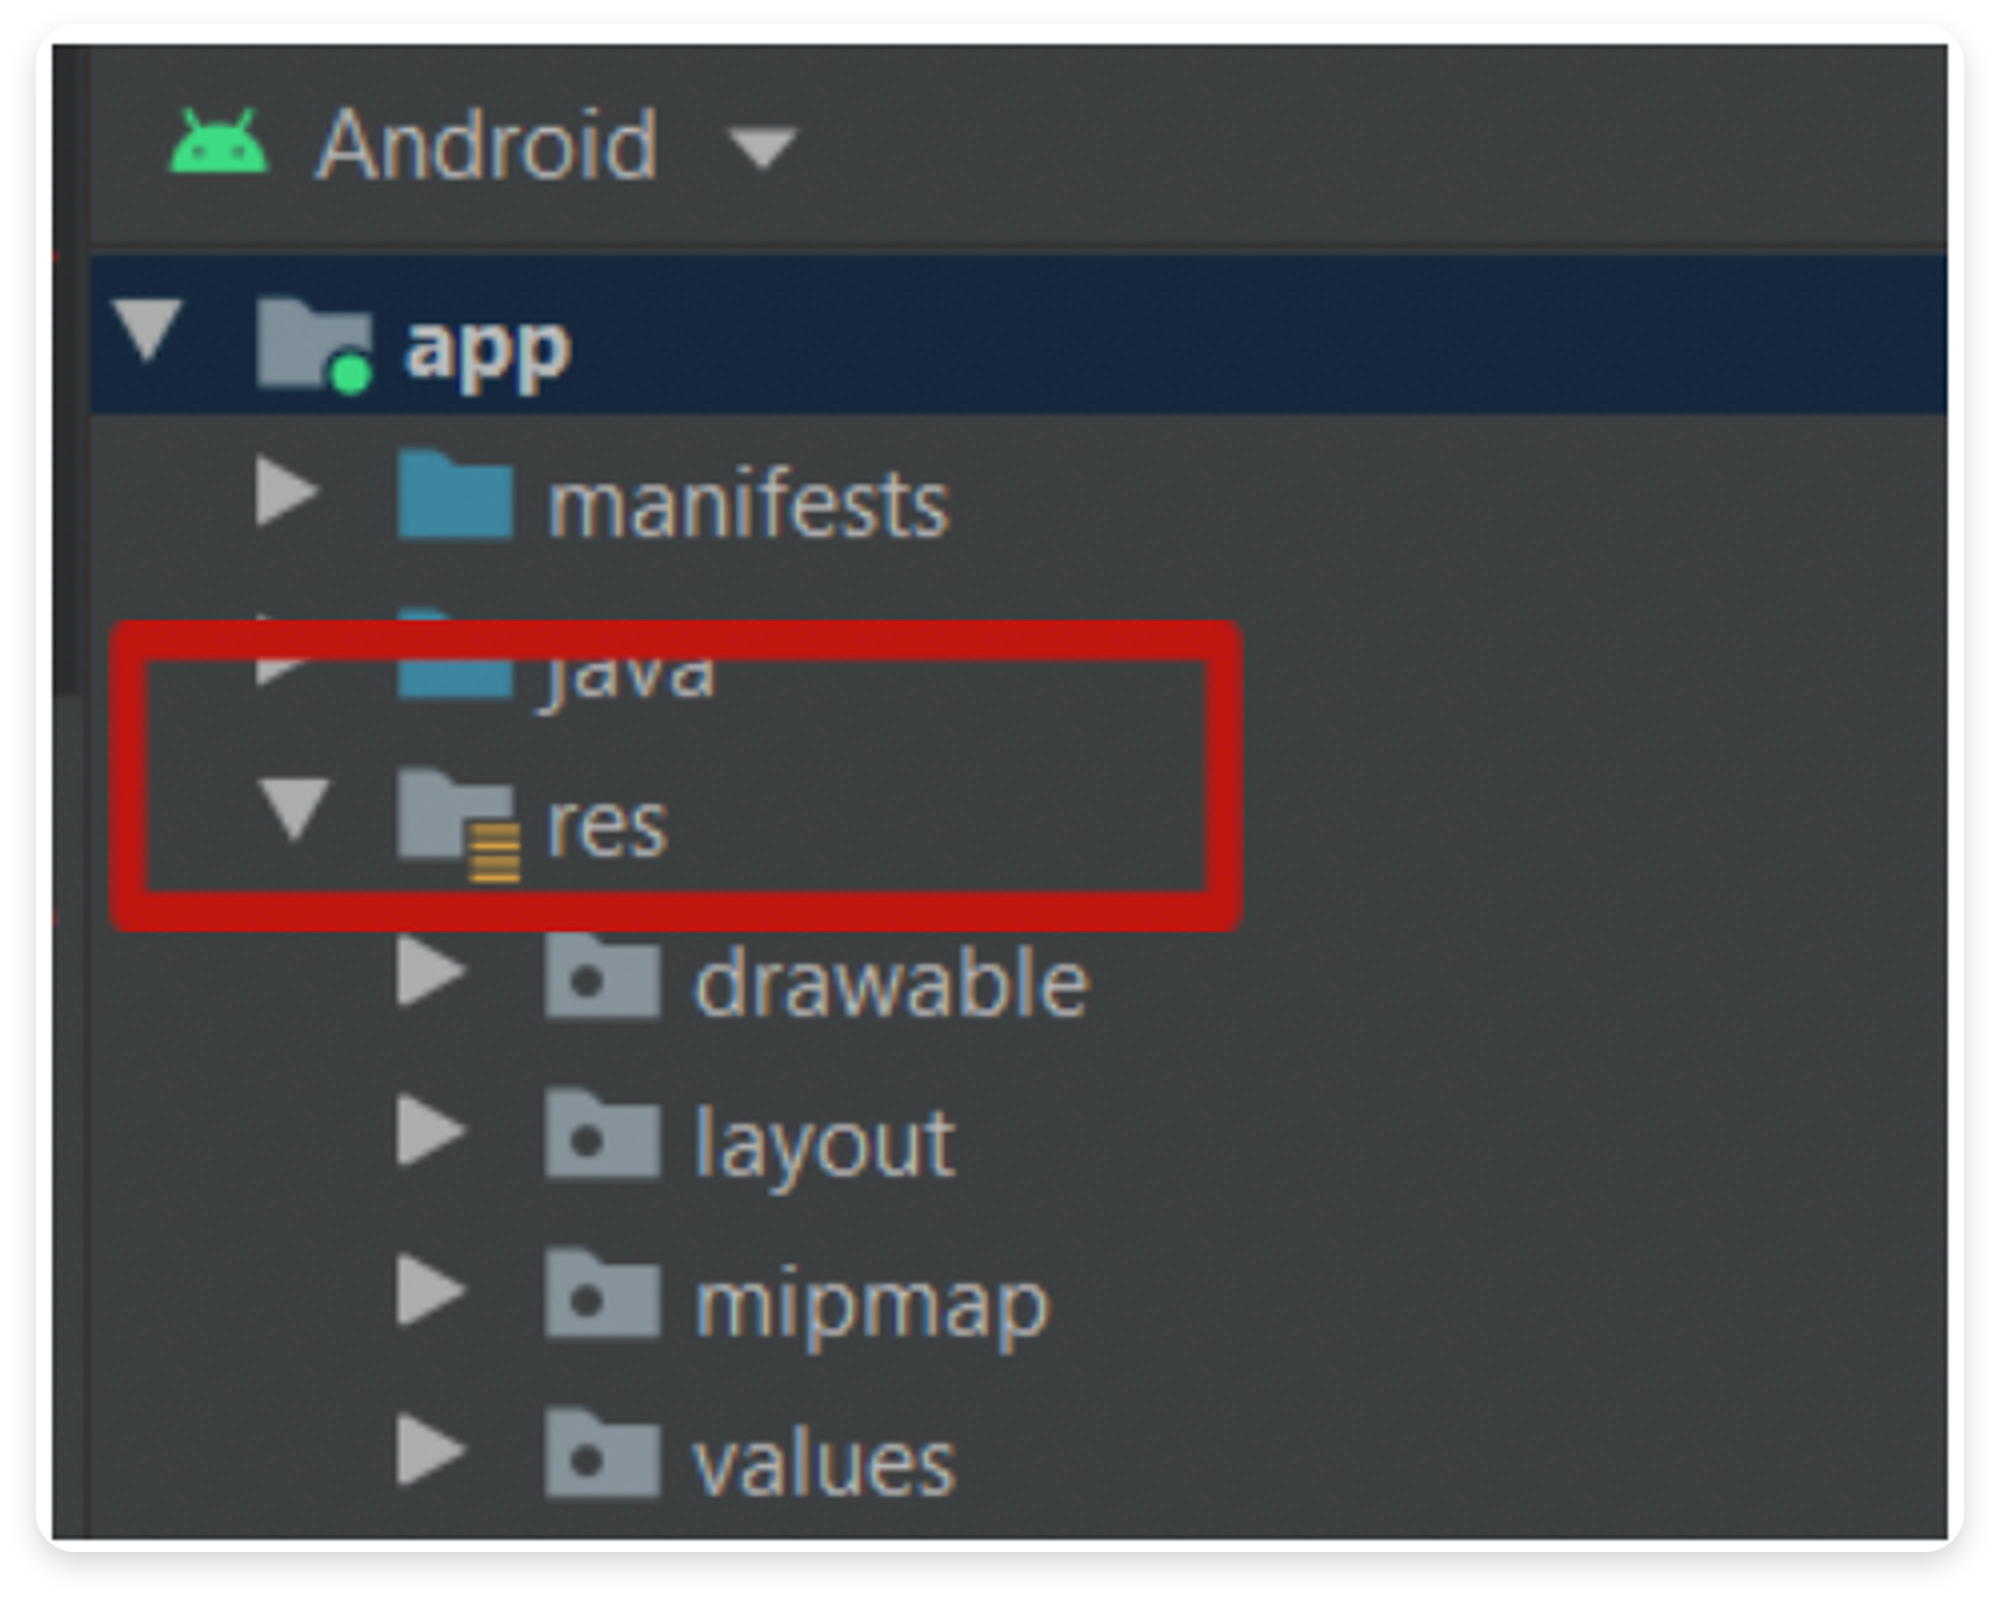 Android
app
manifests
java
res
drawable
layout
mipmap
values